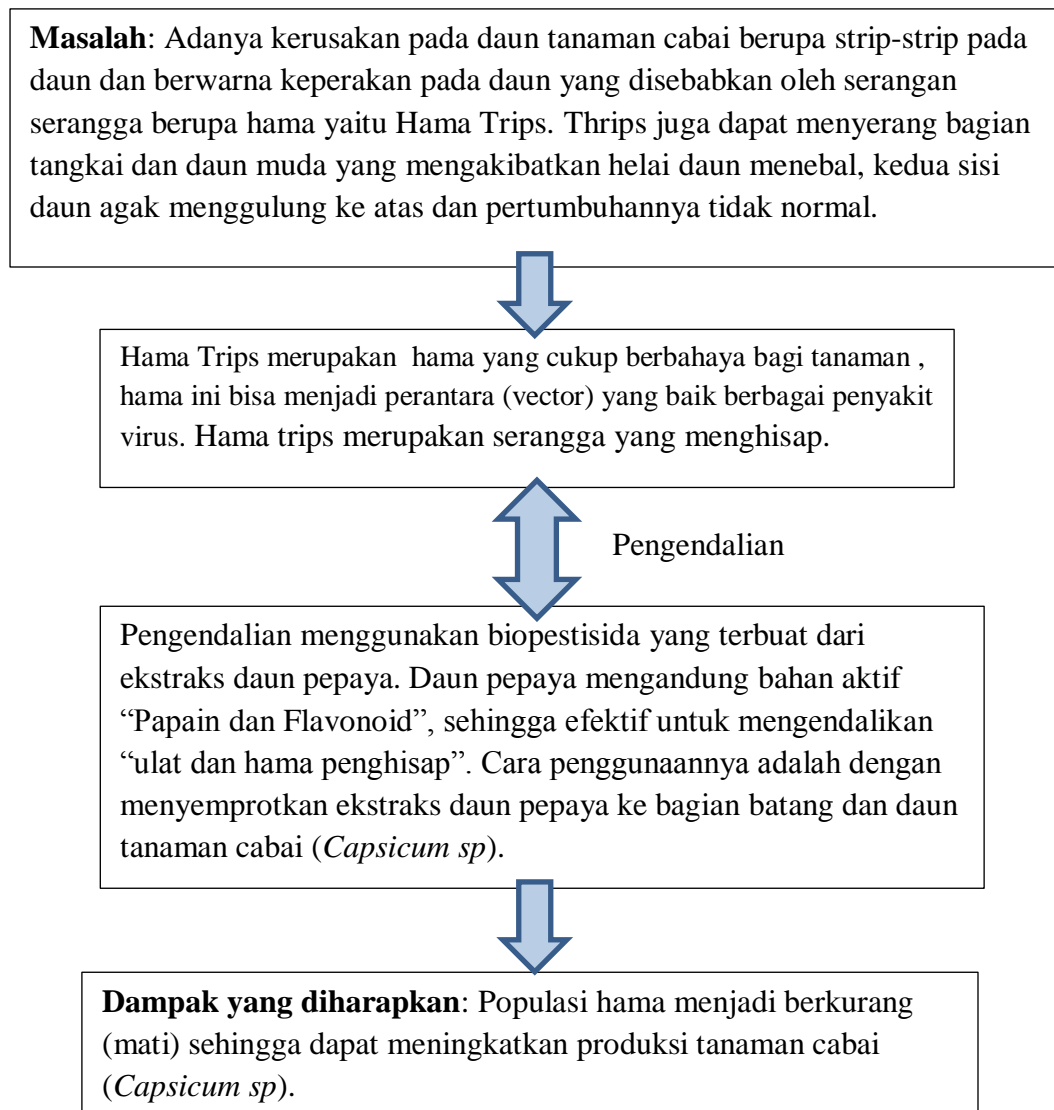 Masalah: Adanya kerusakan pada daun tanaman cabai berupa strip-strip pada
daun dan berwarna keperakan pada daun yang disebabkan oleh serangan
serangga berupa hama yaitu Hama Trips. Thrips juga dapat menyerang bagian
tangkai dan daun muda yang mengakibatkan helai daun menebal, kedua sisi
daun agak menggulung ke atas dan pertumbuhannya tidak normal.
Hama Trips merupakan hama yang cukup berbahaya bagi tanaman ,
hama ini bisa menjadi perantara (vector) yang baik berbagai penyakit
virus. Hama trips merupakan serangga yang menghisap.
Pengendalian
Pengendalian menggunakan biopestisida yang terbuat dari
ekstraks daun pepaya. Daun pepaya mengandung bahan aktif
“Papain dan Flavonoid”, sehingga efektif untuk mengendalikan
“ulat dan hama penghisap”. Cara penggunaannya adalah dengan
menyemprotkan ekstraks daun pepaya ke bagian batang dan daun
tanaman cabai (Capsicum sp).
Dampak yang diharapkan: Populasi hama menjadi berkurang
(mati) sehingga dapat meningkatkan produksi tanaman cabai
(Capsicum sp).